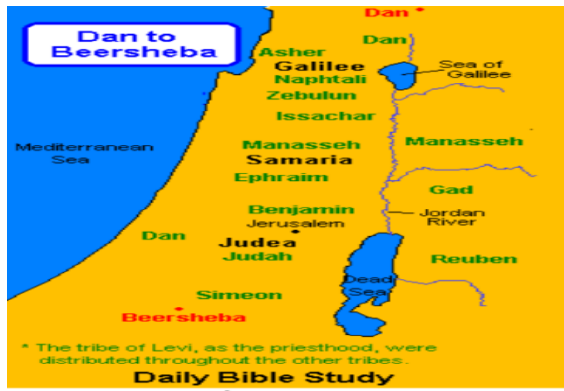 Dan
Dan to
Beersheba
Dan
Asher
Galilee
Sea of
Galilee
Naphtali
Zebulun
Issachar
Mediterranean
Sea
Manasseh
Manasseh
Samaria
Ephraim
Gad
Benjamin
Jordan
River
Jerusalem
Dan
Judea
Judah
Reuben
Dead
Sea
Simeon
Beersheba
* The tribe of Levi, as the priesthood, were
distributed throughout the other tribes.
Daily Bible Study